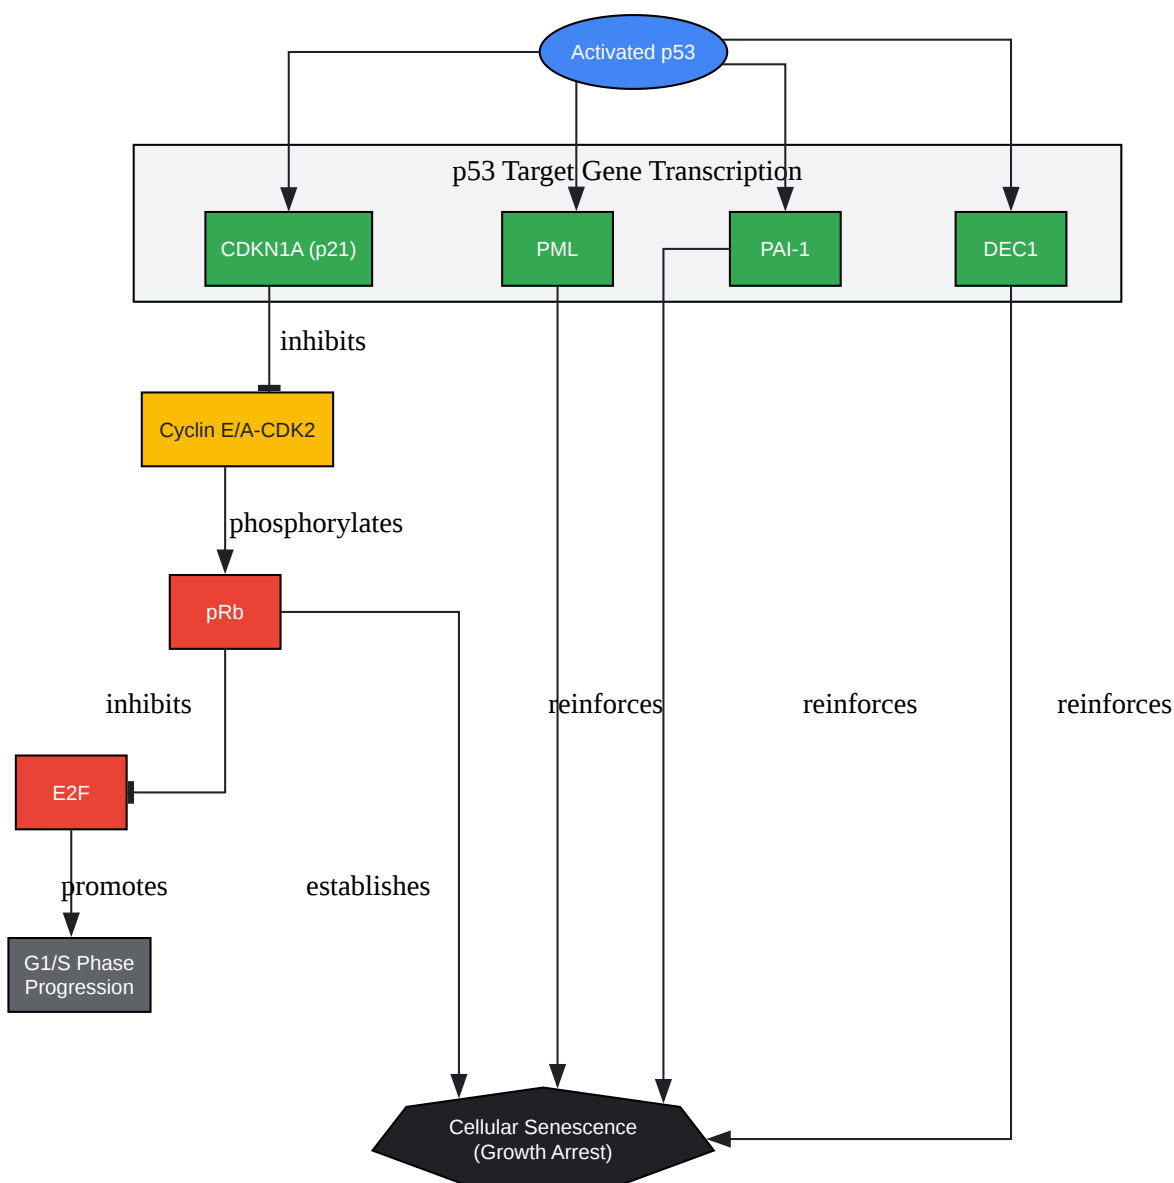 Activated p53
p53 Target Gene Transcription
CDKN1A (p21)
PML
PAI-1
DEC1
inhibits
Cyclin E/A-CDK2
phosphorylates
pRb
inhibits
reinforces
reinforces
reinforces
E2F
promotes
establishes
G1/S Phase
Progression
Cellular Senescence
(Growth Arrest)